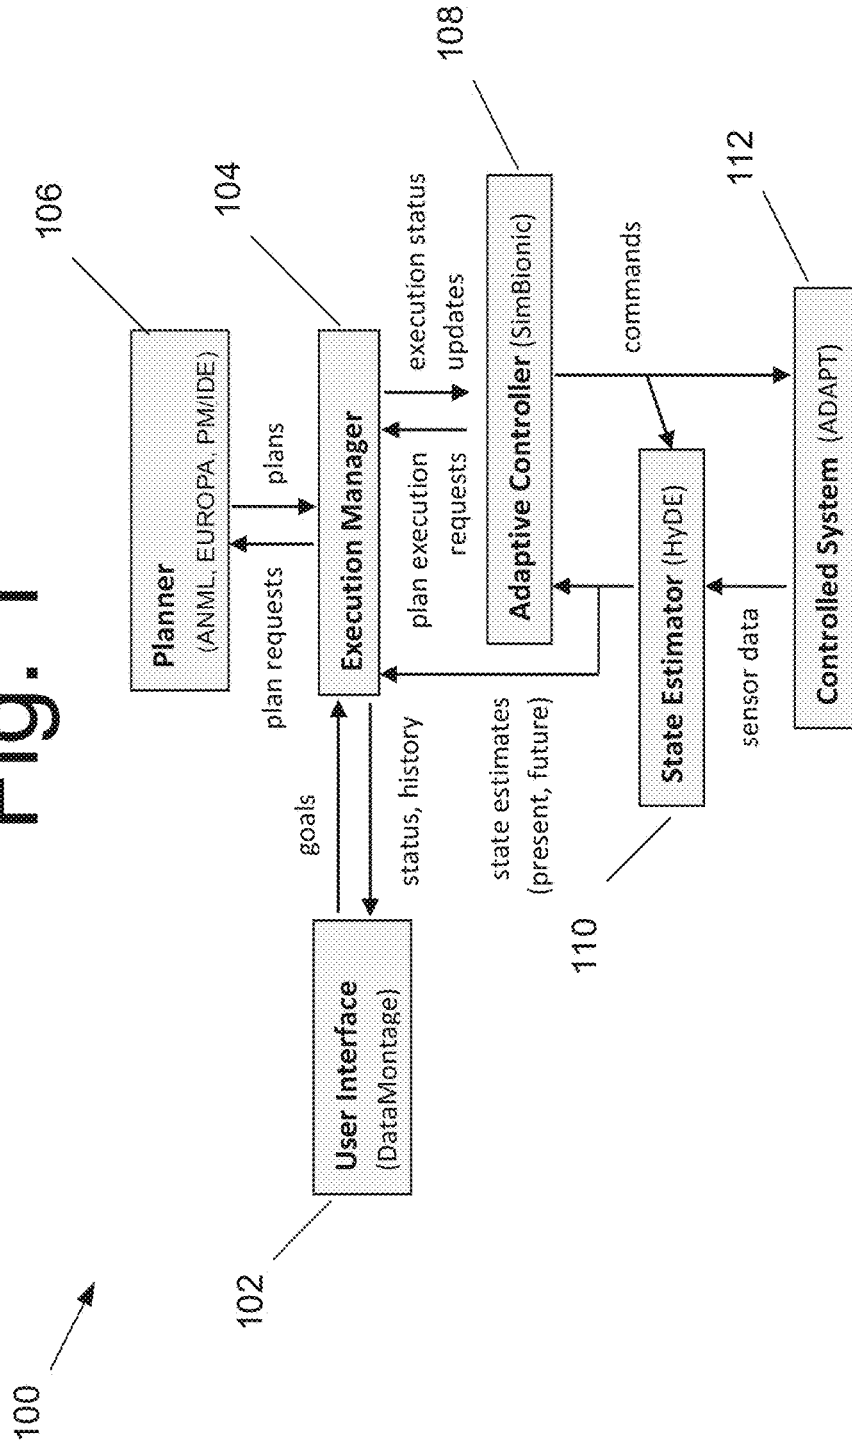 Fig. 1
100
106
Planner
(ANML, EUROPA, PM/IDE)
plan requests
plans
104
Execution Manager
102
User Interface
(DataMontage)
goals
status, history
plan execution
requests
execution status
updates
108
Adaptive Controller (SimBionic)
state estimates
(present, future)
commands
110
State Estimator (HyDE)
sensor data
112
Controlled System (ADAPT)